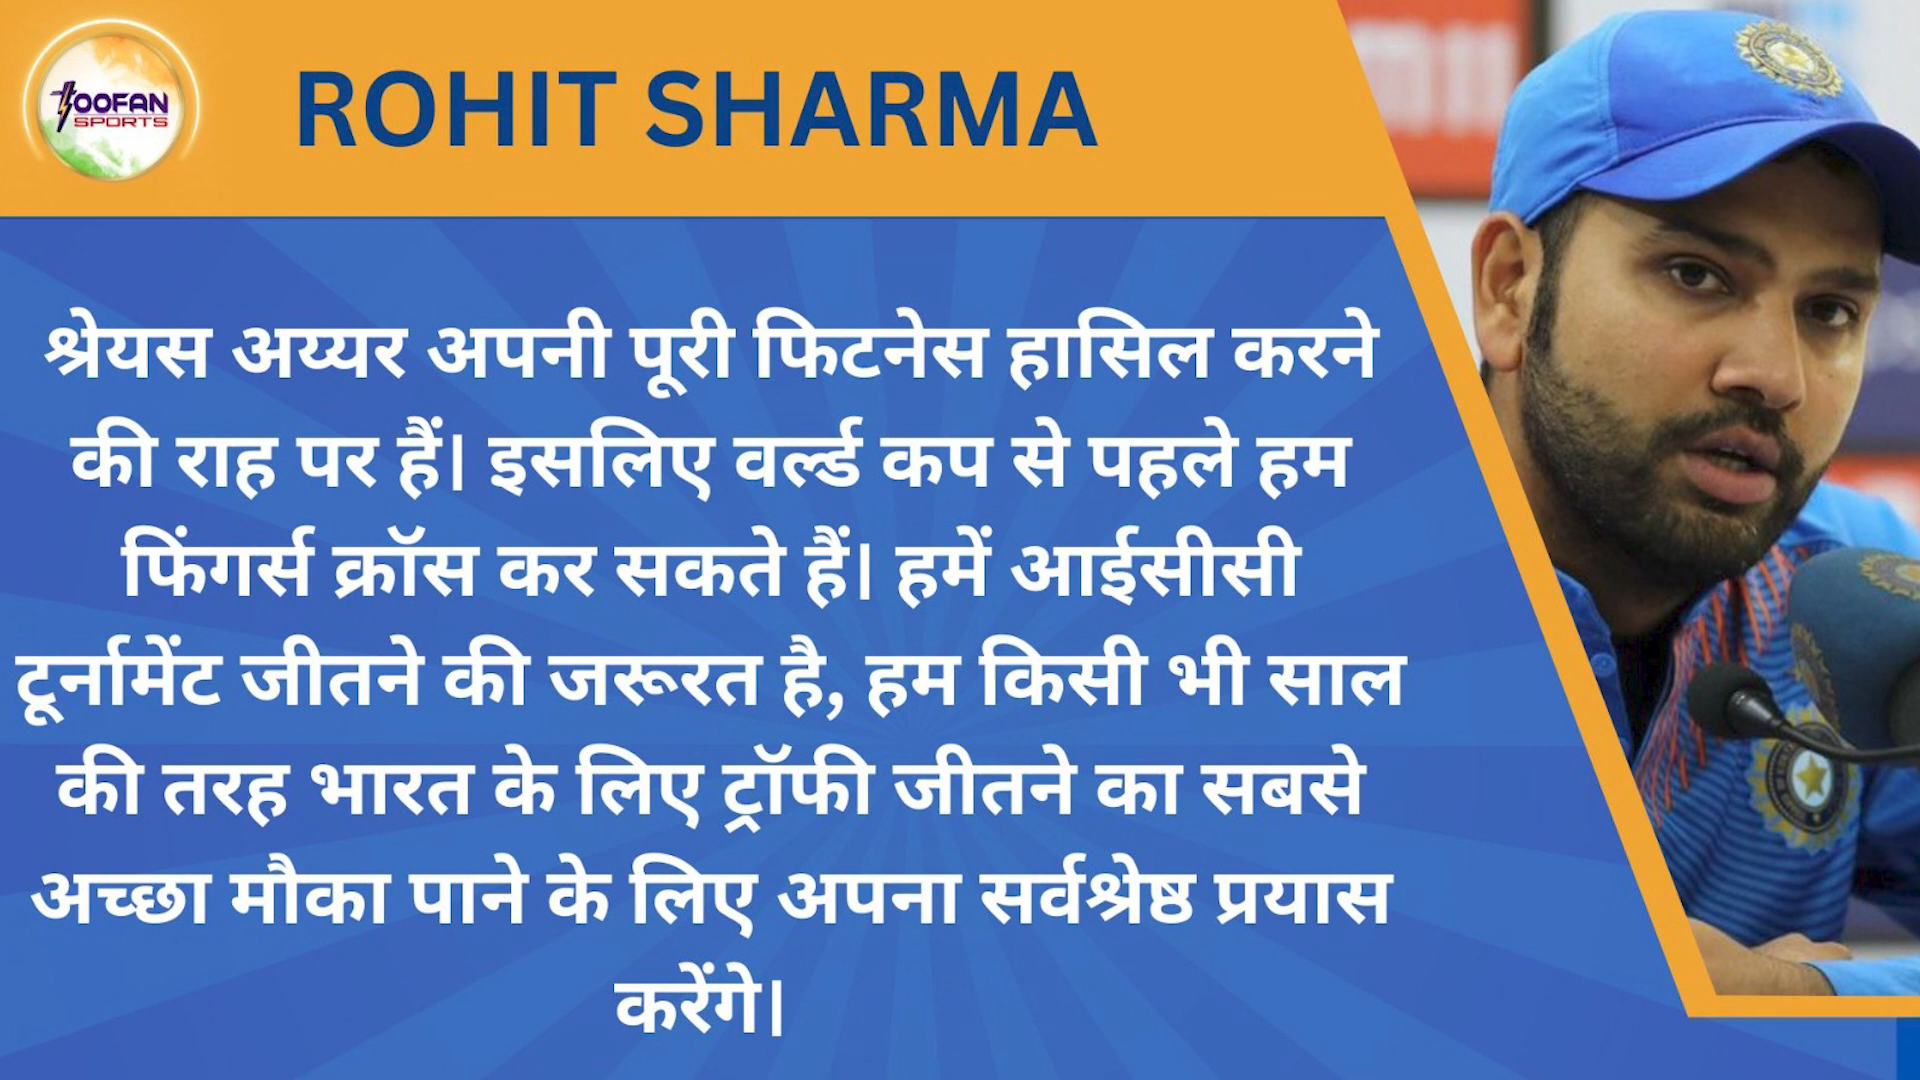 TOOFAN
SPORTS
ROHIT SHARMA
श्रेयस अय्यर अपनी पूरी फिटनेस हासिल करने
की राह पर हैं। इसलिए वर्ल्ड कप से पहले हम
फिंगर्स क्रॉस कर सकते हैं। हमें आईसीसी
टूर्नामेंट जीतने की जरूरत है, हम किसी भी साल
की तरह भारत के लिए ट्रॉफी जीतने का सबसे
अच्छा मौका पाने के लिए अपना सर्वश्रेष्ठ प्रयास
करेंगे।